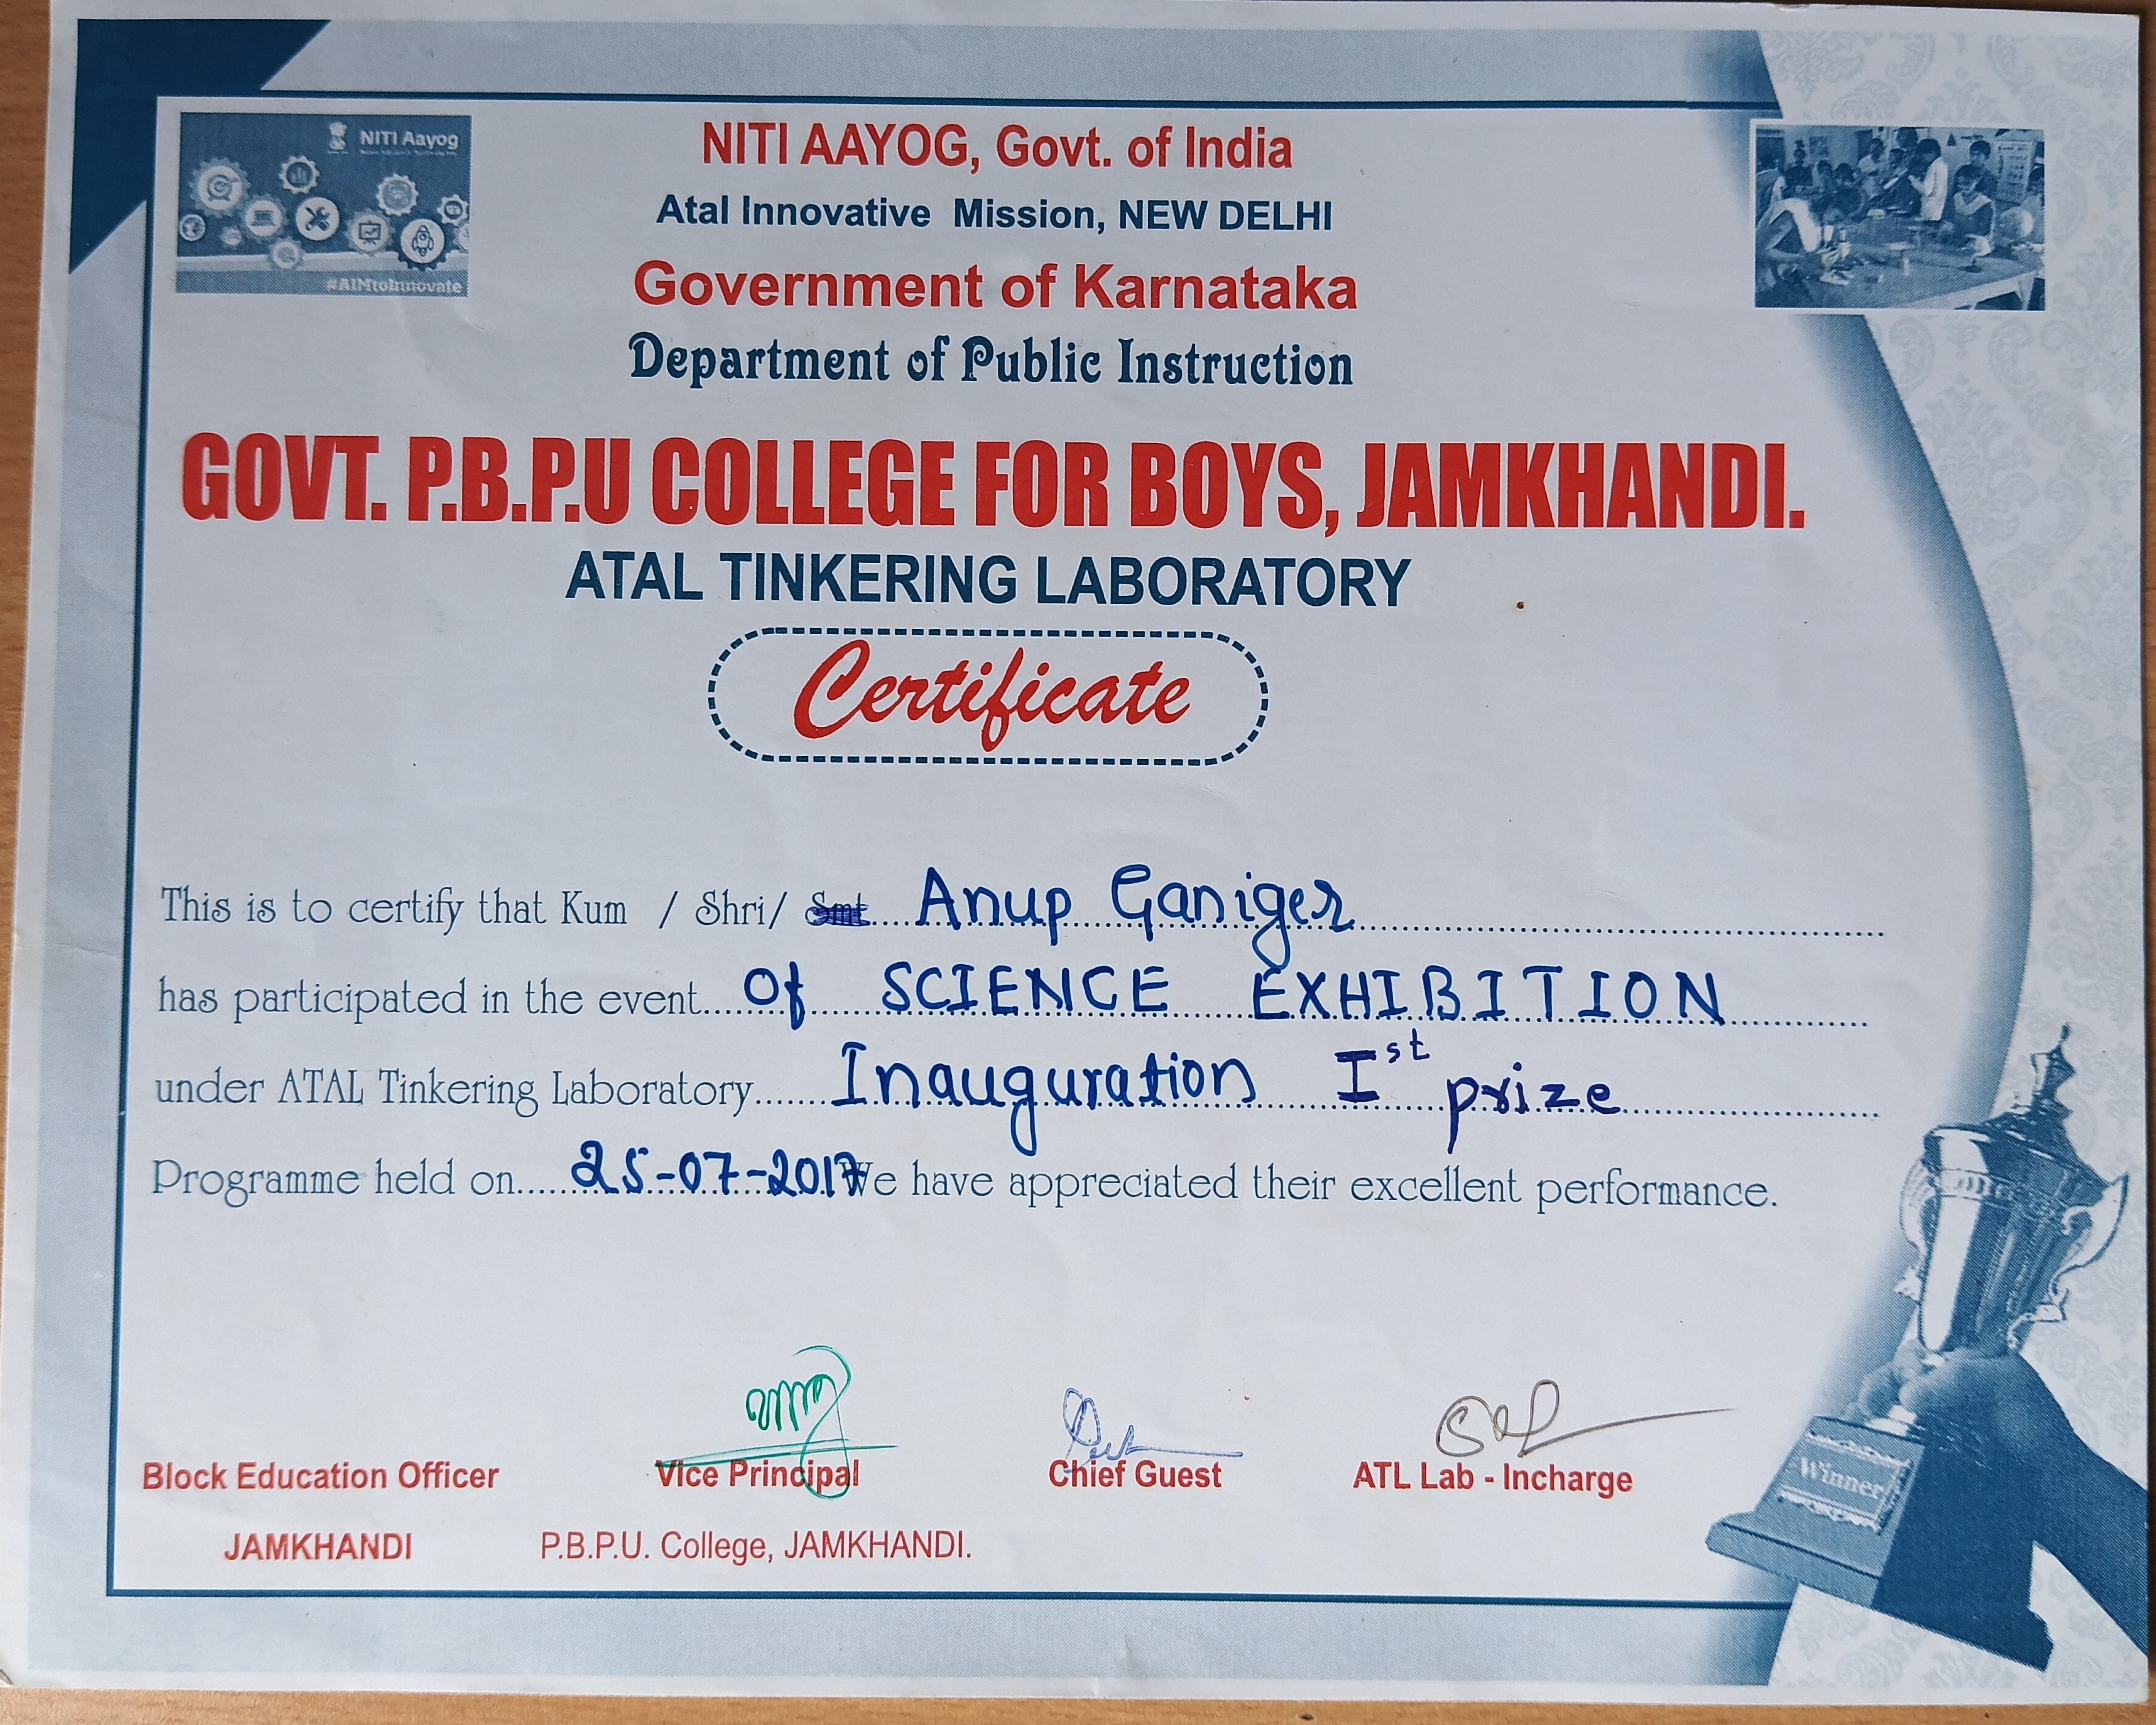 NITI Aayog
#AIMtoInnovate
NITI AAYOG, Govt. of India
Atal Innovative Mission, NEW DELHI
Government of Karnataka
Department of Public Instruction
GOVT. P.B.P.U COLLEGE FOR BOYS, JAMKHANDI.
ATAL TINKERING LABORATORY
Certificate
This is to certify that Kum / Shri/ Smt.... Anup Ganiger
has participated in the event... Of SCIENCE EXHIBITION
under ATAL Tinkering Laboratory...... Inauguration Ist prize
Programme held on..... 25-07-2017 We have appreciated their excellent performance.
Block Education Officer
JAMKHANDI
Vice Principal
P.B.P.U. College, JAMKHANDI.
Chief Guest
ATL Lab - Incharge
Winner